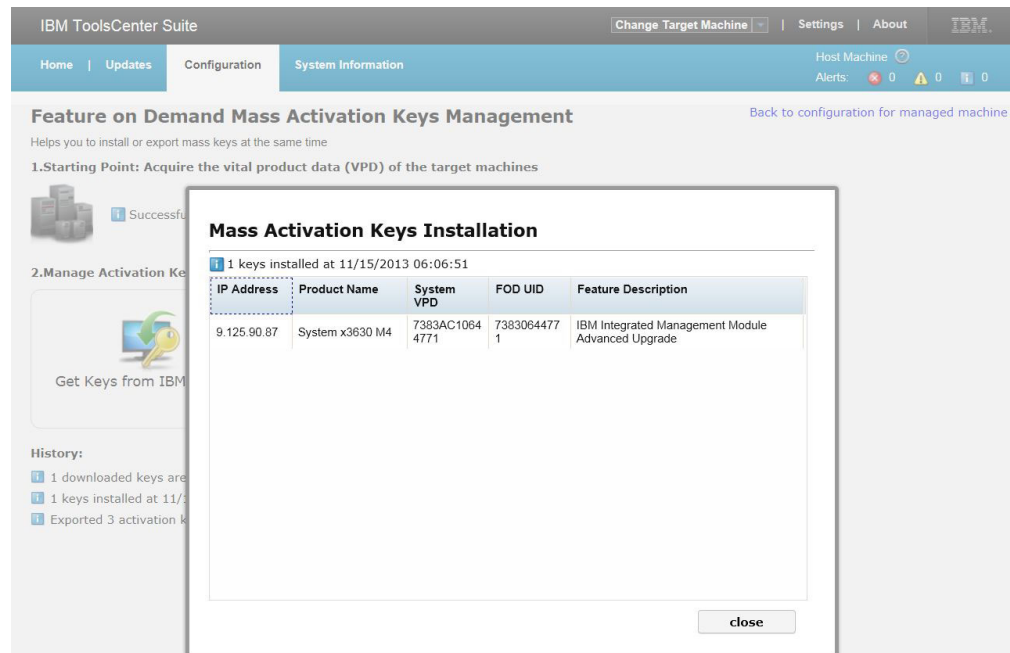 IBM ToolsCenter Suite
Change Target Machine | Settings | About IBM.
Home | Updates Configuration System Information
Host Machine ?
Alerts: 0 0 0
Feature on Demand Mass Activation Keys Management
Back to configuration for managed machine
Helps you to install or export mass keys at the same time
1.Starting Point: Acquire the vital product data (VPD) of the target machines
Mass Activation Keys Installation
1 keys installed at 11/15/2013 06:06:51
2.Manage Activation
IP Address Product Name System VPD FOD UID Feature Description
9.125.90.87 System x3630 M4 7383AC1064 7383064477 IBM Integrated Management Module
4771 1 Advanced Upgrade
Get Keys from IBM
History:
1 downloaded keys are
1 keys installed at
Exported 3 activation
close